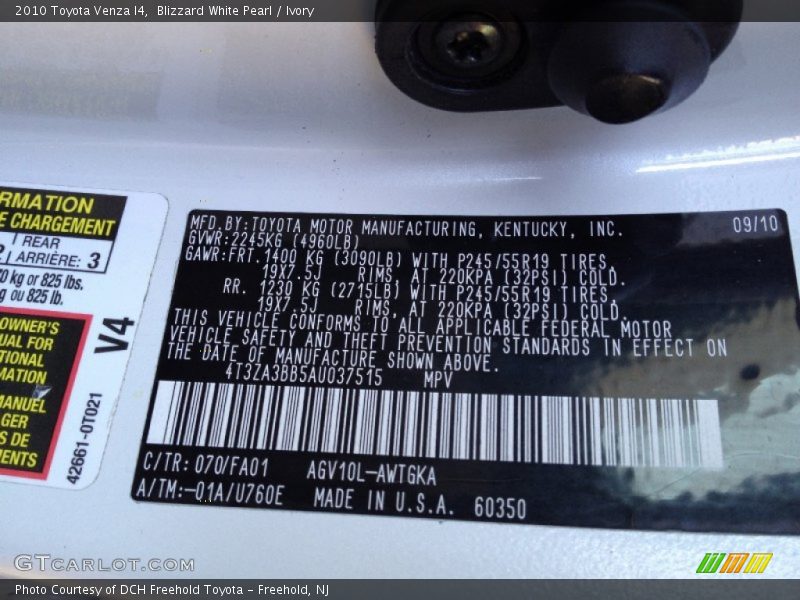 2010 Toyota Venza I4,  Blizzard White Pearl / Ivory
RMATION
E CHARGEMENT
REAR
ARRIÈRE: 3
kg or 825 lbs.
kg ou 825 lb.
OWNER'S
UAL FOR
TIONAL
MATION
MANUEL
GER
S DE
MENTS
V4
42661-0T021
MFD. BY: TOYOTA MOTOR MANUFACTURING, KENTUCKY, INC. 09/10
GVWR: 2245KG (4960LB)
GAWR: FRT. 1400 KG (3090LB) WITH P245/55R19 TIRES,
19X7.5J RIMS, AT 220KPA (32PSI) COLD.
RR. 1230 KG (2715LB) WITH P245/55R19 TIRES,
19X7.5J RIMS, AT 220KPA (32PSI) COLD.
THIS VEHICLE CONFORMS TO ALL APPLICABLE FEDERAL MOTOR
VEHICLE SAFETY AND THEFT PREVENTION STANDARDS IN EFFECT ON
THE DATE OF MANUFACTURE SHOWN ABOVE.
4T3ZA3BB5AU037515 MPV
C/TR: 070/FA01 AGV10L-AWTGKA
A/TM:-01A/U760E MADE IN U.S.A. 60350
GTCARLOT.COM
Photo Courtesy of DCH Freehold Toyota - Freehold, NJ